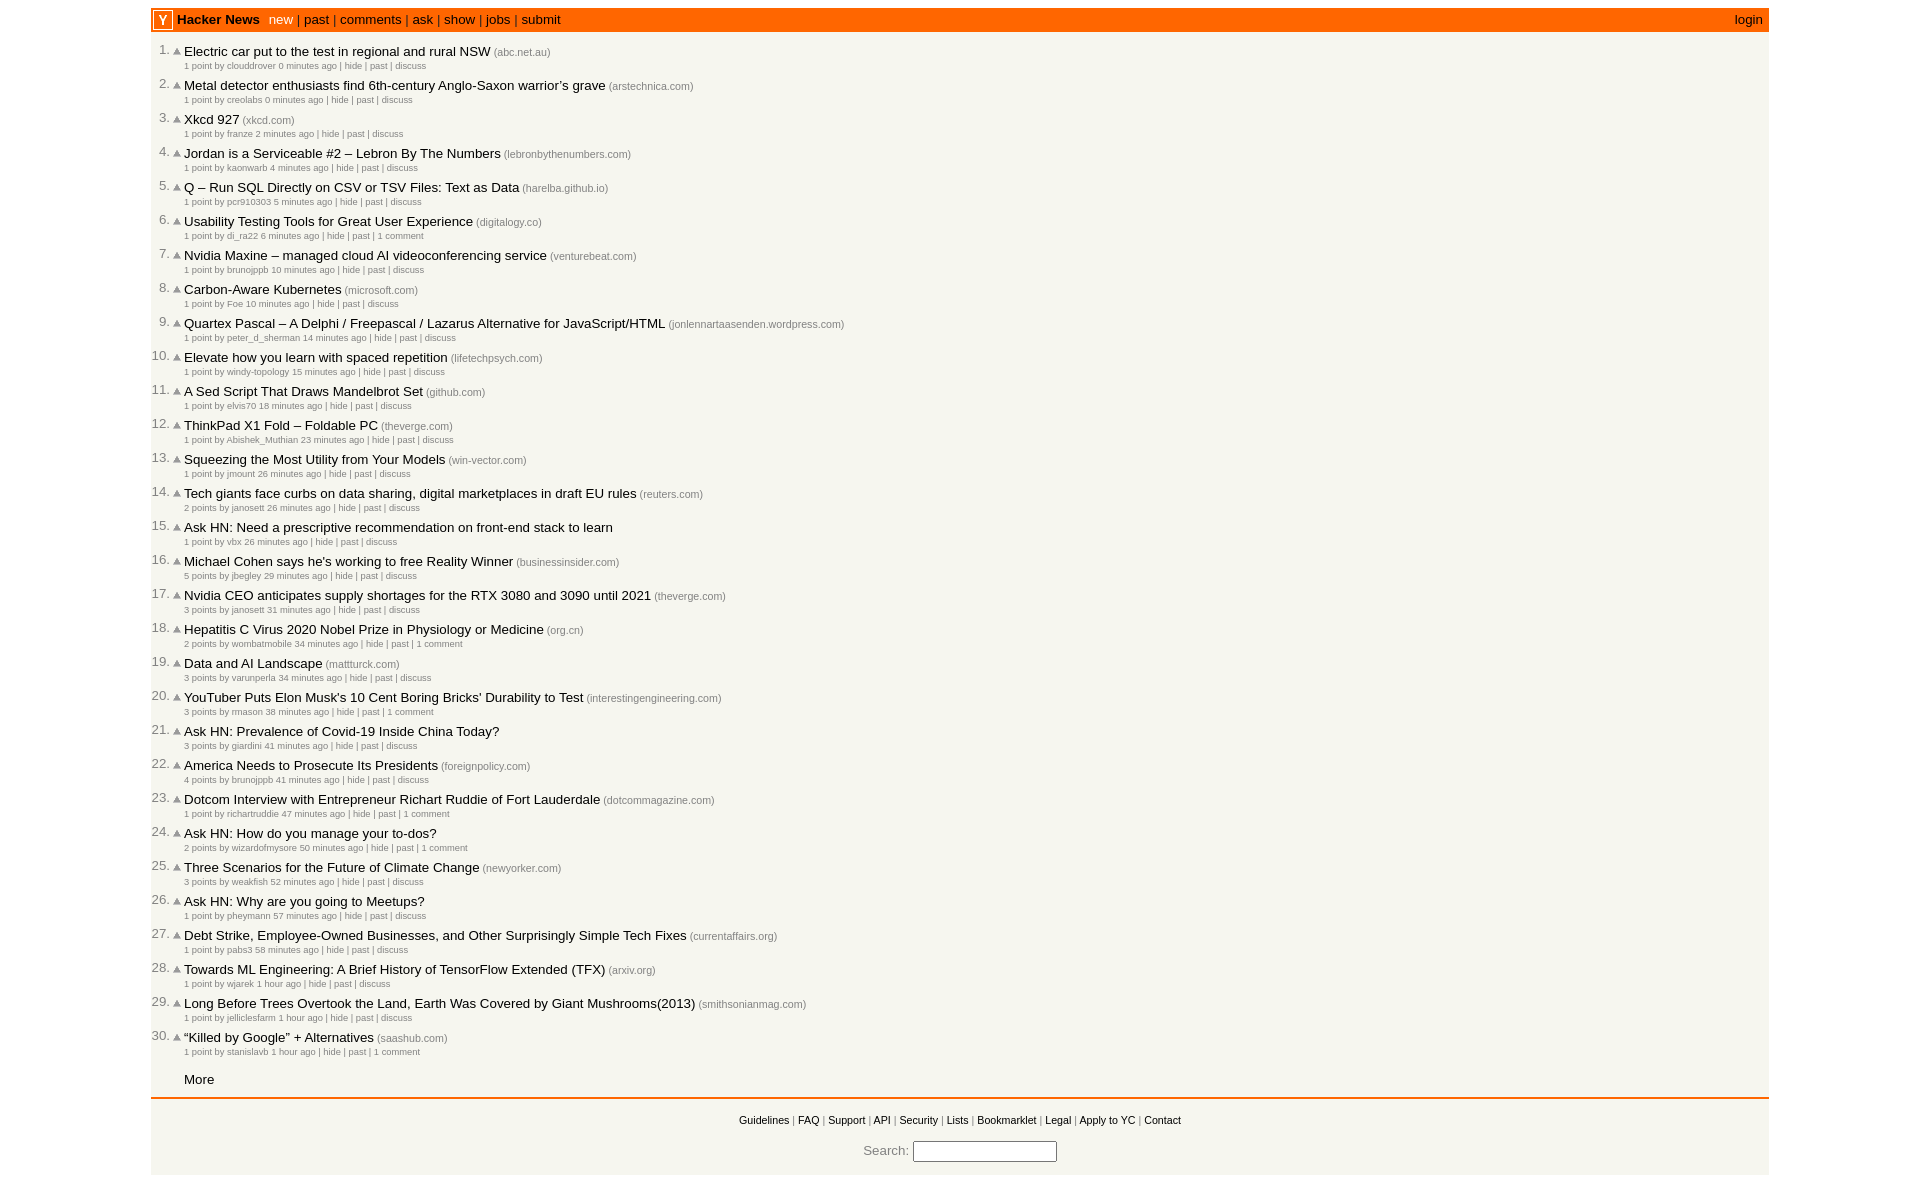 Y Hacker News new | past | comments | ask | show | jobs | submit login
1. Electric car put to the test in regional and rural NSW (abc.net.au)
1 point by clouddrover 0 minutes ago | hide | past | discuss
2. Metal detector enthusiasts find 6th-century Anglo-Saxon warrior’s grave (arstechnica.com)
1 point by creolabs 0 minutes ago | hide | past | discuss
3. Xkcd 927 (xkcd.com)
1 point by franze 2 minutes ago | hide | past | discuss
4. Jordan is a Serviceable #2 – Lebron By The Numbers (lebronbythenumbers.com)
1 point by kaonwarb 4 minutes ago | hide | past | discuss
5. Q – Run SQL Directly on CSV or TSV Files: Text as Data (harelba.github.io)
1 point by pcr910303 5 minutes ago | hide | past | discuss
6. Usability Testing Tools for Great User Experience (digitalogy.co)
1 point by di_ra22 6 minutes ago | hide | past | 1 comment
7. Nvidia Maxine – managed cloud AI videoconferencing service (venturebeat.com)
1 point by brunojppb 10 minutes ago | hide | past | discuss
8. Carbon-Aware Kubernetes (microsoft.com)
1 point by Foe 10 minutes ago | hide | past | discuss
9. Quartex Pascal – A Delphi / Freepascal / Lazarus Alternative for JavaScript/HTML (jonlennartaasenden.wordpress.com)
1 point by peter_d_sherman 14 minutes ago | hide | past | discuss
10. Elevate how you learn with spaced repetition (lifetechpsych.com)
1 point by windy-topology 15 minutes ago | hide | past | discuss
11. A Sed Script That Draws Mandelbrot Set (github.com)
1 point by elvis70 18 minutes ago | hide | past | discuss
12. ThinkPad X1 Fold – Foldable PC (theverge.com)
1 point by Abishek_Muthian 23 minutes ago | hide | past | discuss
13. Squeezing the Most Utility from Your Models (win-vector.com)
1 point by jmount 26 minutes ago | hide | past | discuss
14. Tech giants face curbs on data sharing, digital marketplaces in draft EU rules (reuters.com)
2 points by janosett 26 minutes ago | hide | past | discuss
15. Ask HN: Need a prescriptive recommendation on front-end stack to learn
1 point by vbx 26 minutes ago | hide | past | discuss
16. Michael Cohen says he's working to free Reality Winner (businessinsider.com)
5 points by jbegley 29 minutes ago | hide | past | discuss
17. Nvidia CEO anticipates supply shortages for the RTX 3080 and 3090 until 2021 (theverge.com)
3 points by janosett 31 minutes ago | hide | past | discuss
18. Hepatitis C Virus 2020 Nobel Prize in Physiology or Medicine (org.cn)
2 points by wombatmobile 34 minutes ago | hide | past | 1 comment
19. Data and AI Landscape (mattturck.com)
3 points by varunperla 34 minutes ago | hide | past | discuss
20. YouTuber Puts Elon Musk's 10 Cent Boring Bricks' Durability to Test (interestingengineering.com)
3 points by rmason 38 minutes ago | hide | past | 1 comment
21. Ask HN: Prevalence of Covid-19 Inside China Today?
3 points by giardini 41 minutes ago | hide | past | discuss
22. America Needs to Prosecute Its Presidents (foreignpolicy.com)
4 points by brunojppb 41 minutes ago | hide | past | discuss
23. Dotcom Interview with Entrepreneur Richart Ruddie of Fort Lauderdale (dotcommagazine.com)
1 point by richartruddie 47 minutes ago | hide | past | 1 comment
24. Ask HN: How do you manage your to-dos?
2 points by wizardofmysore 50 minutes ago | hide | past | 1 comment
25. Three Scenarios for the Future of Climate Change (newyorker.com)
3 points by weakfish 52 minutes ago | hide | past | discuss
26. Ask HN: Why are you going to Meetups?
1 point by pheymann 57 minutes ago | hide | past | discuss
27. Debt Strike, Employee-Owned Businesses, and Other Surprisingly Simple Tech Fixes (currentaffairs.org)
1 point by pabs3 58 minutes ago | hide | past | discuss
28. Towards ML Engineering: A Brief History of TensorFlow Extended (TFX) (arxiv.org)
1 point by wjarek 1 hour ago | hide | past | discuss
29. Long Before Trees Overtook the Land, Earth Was Covered by Giant Mushrooms(2013) (smithsonianmag.com)
1 point by jelliclesfarm 1 hour ago | hide | past | discuss
30. “Killed by Google” + Alternatives (saashub.com)
1 point by stanislavb 1 hour ago | hide | past | 1 comment
More
Guidelines | FAQ | Support | API | Security | Lists | Bookmarklet | Legal | Apply to YC | Contact
Search: